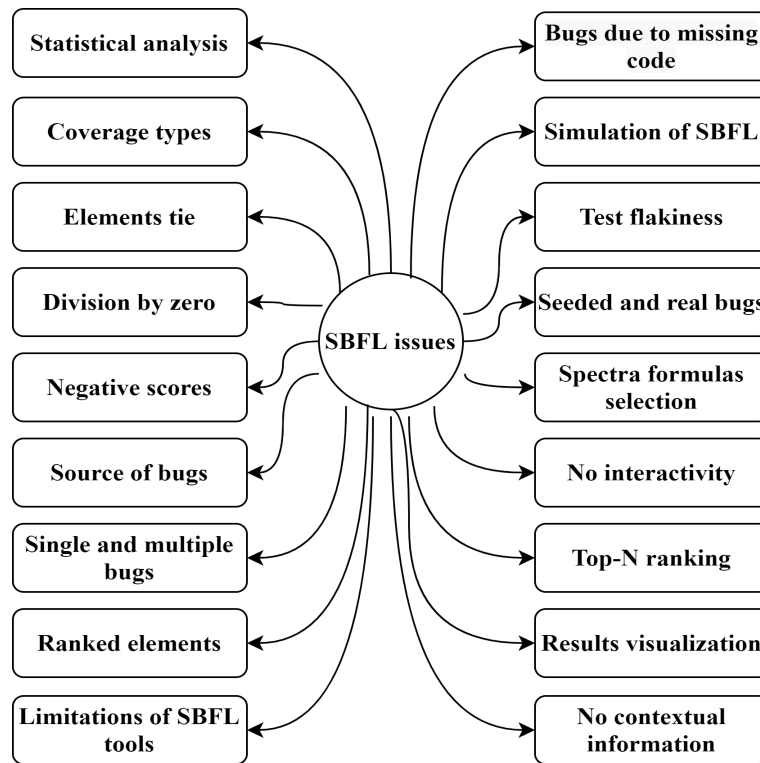 Statistical analysis
Coverage types
Elements tie
Division by zero
Negative scores
Source of bugs
Single and multiple
bugs
Ranked elements
Limitations of SBFL
tools
SBFL issues
Bugs due to missing
code
Simulation of SBFL
Test flakiness
Seeded and real bugs
Spectra formulas
selection
No interactivity
Top-N ranking
Results visualization
No contextual
information